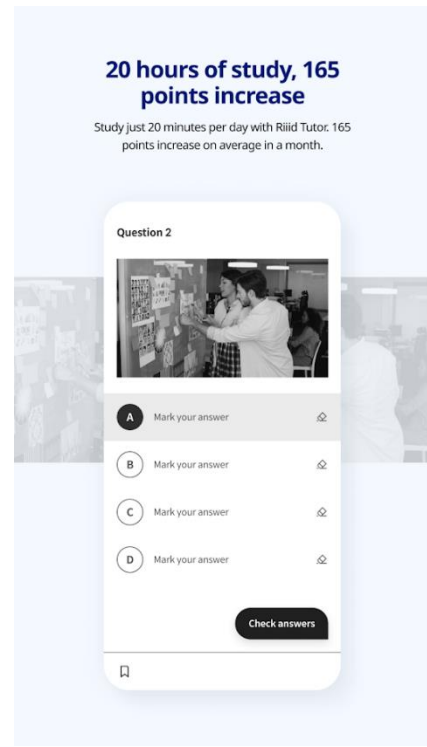 20 hours of study, 165
points increase
Study just 20 minutes per day with Riiid Tutor. 165
points increase on average in a month.
Question 2
A Mark your answer
B Mark your answer
C Mark your answer
D Mark your answer
Check answers